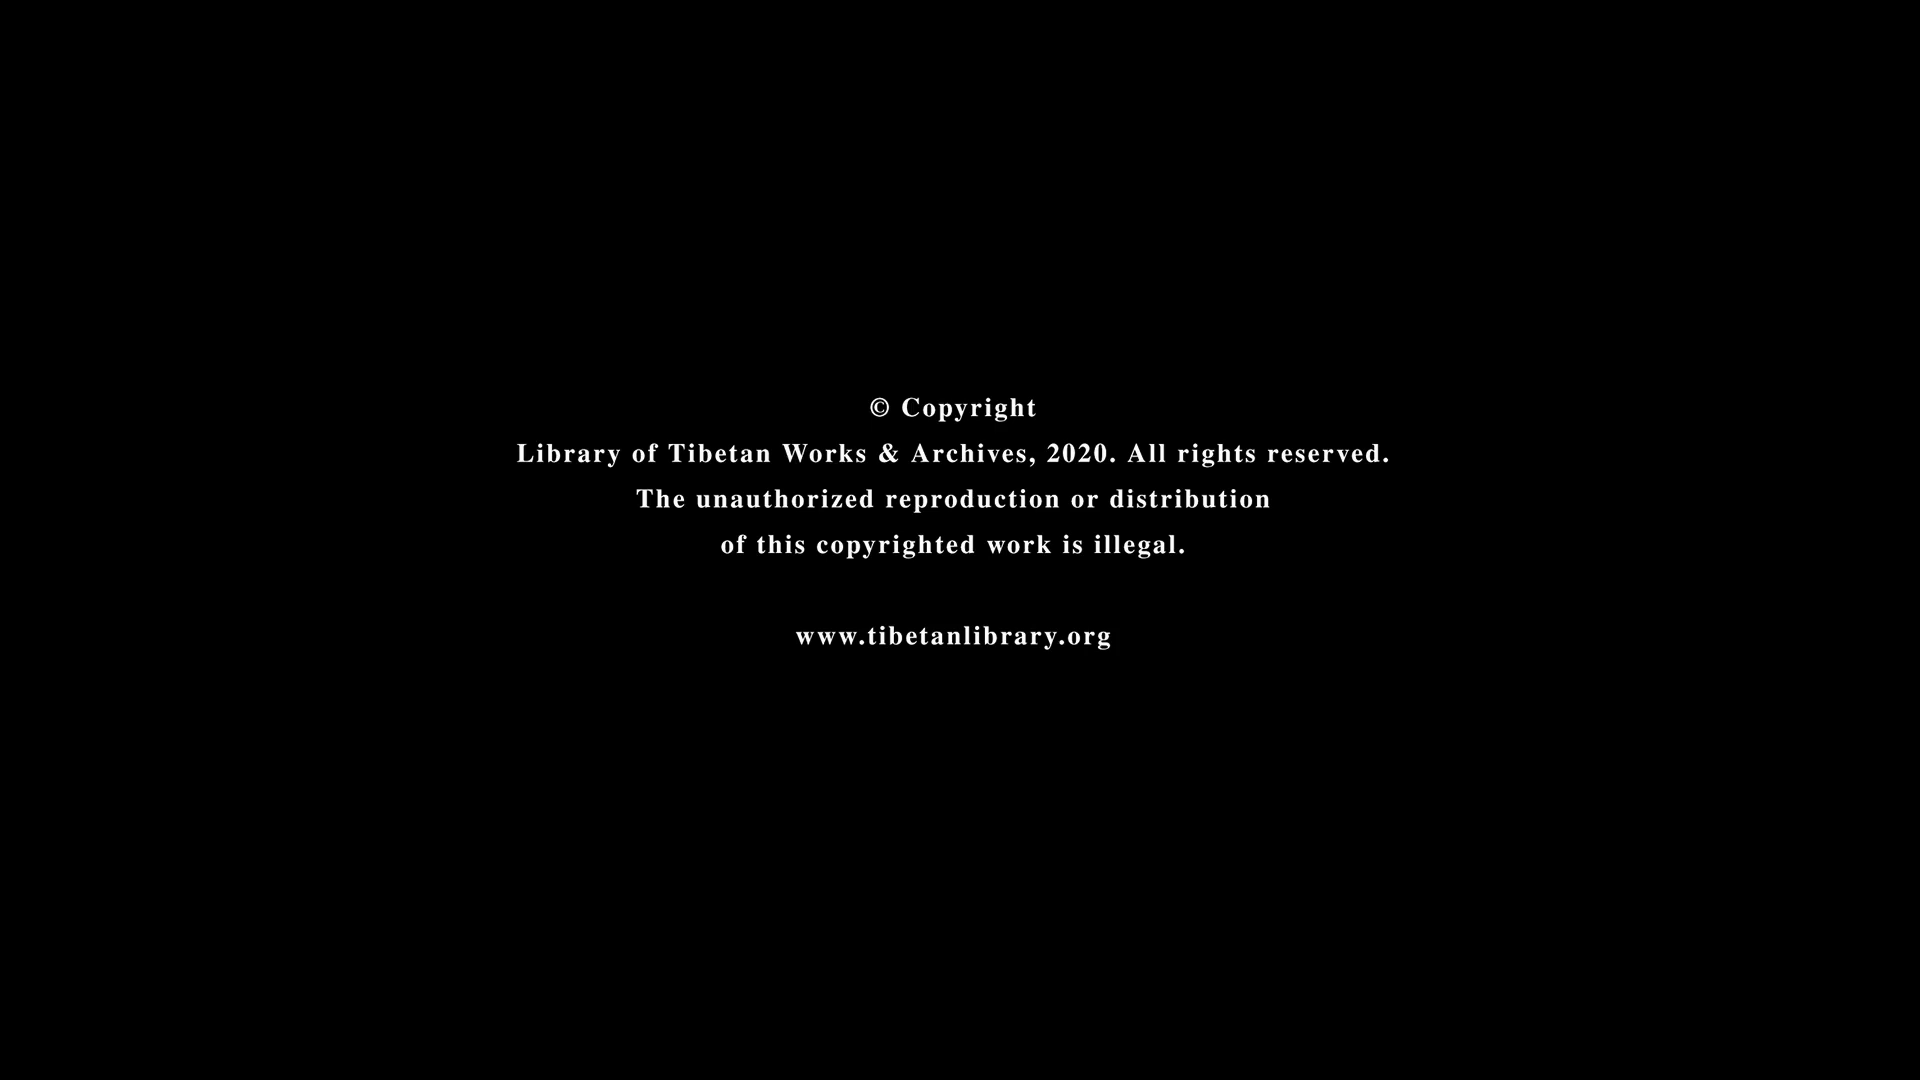 © Copyright
Library of Tibetan Works & Archives, 2020. All rights reserved.
The unauthorized reproduction or distribution
of this copyrighted work is illegal.
www.tibetanlibrary.org